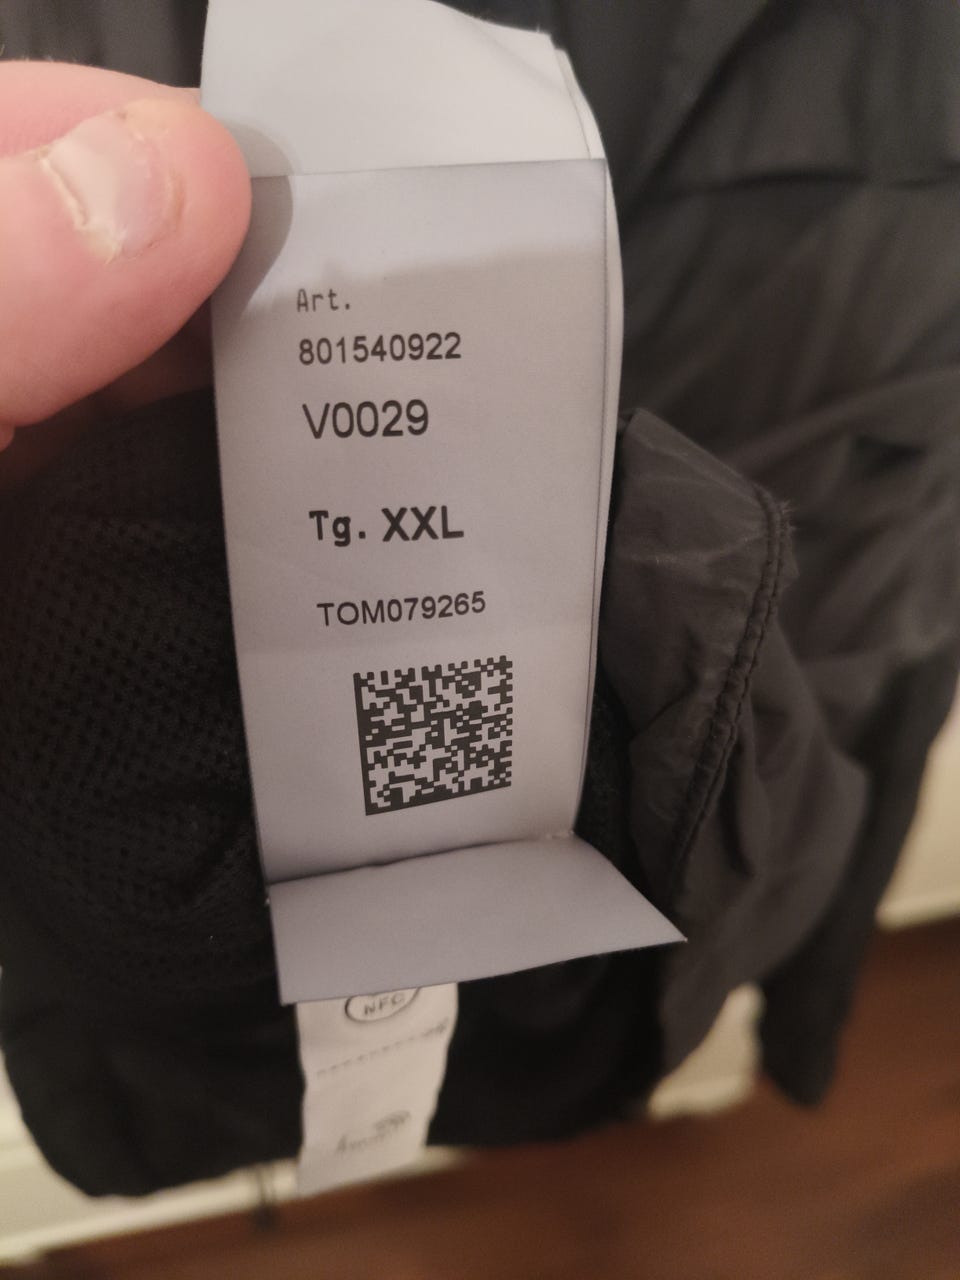 Art.
801540922
V0029
Tg. XXL
TOM079265
NFC